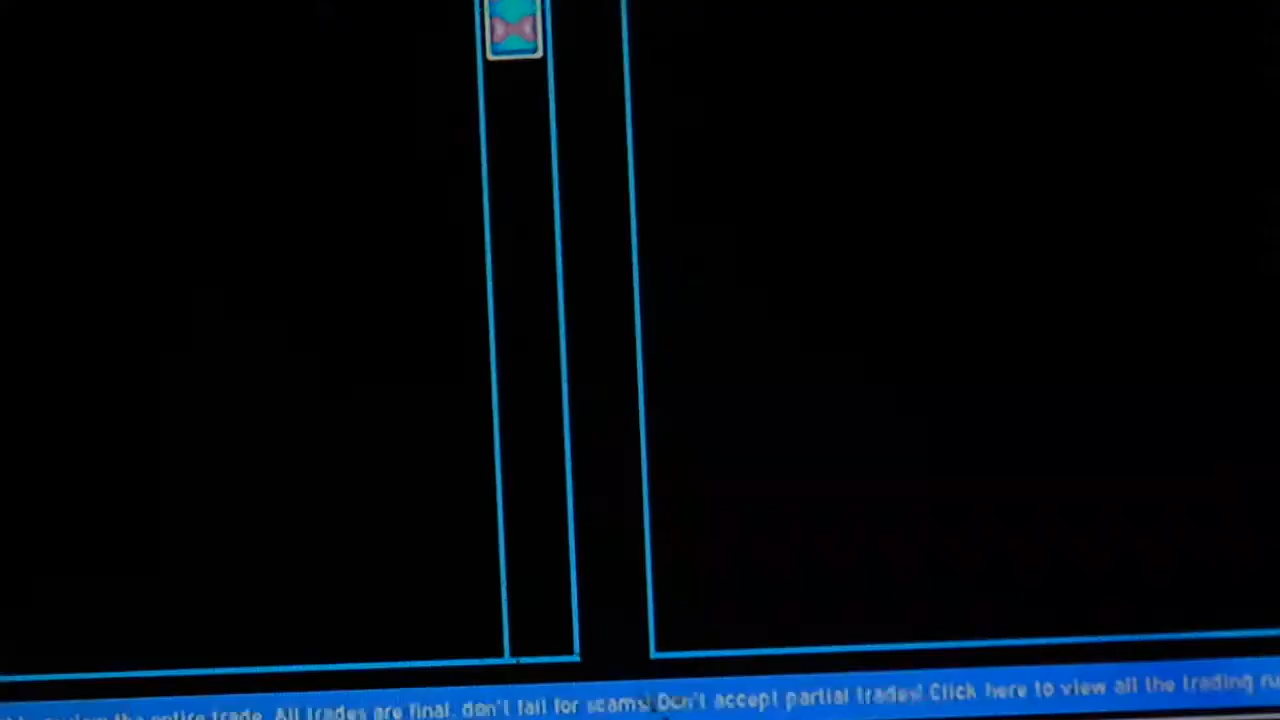 the entire trade. All trades are final, don't fall for scams! Don't accept partial trades! Click here to view all the trading